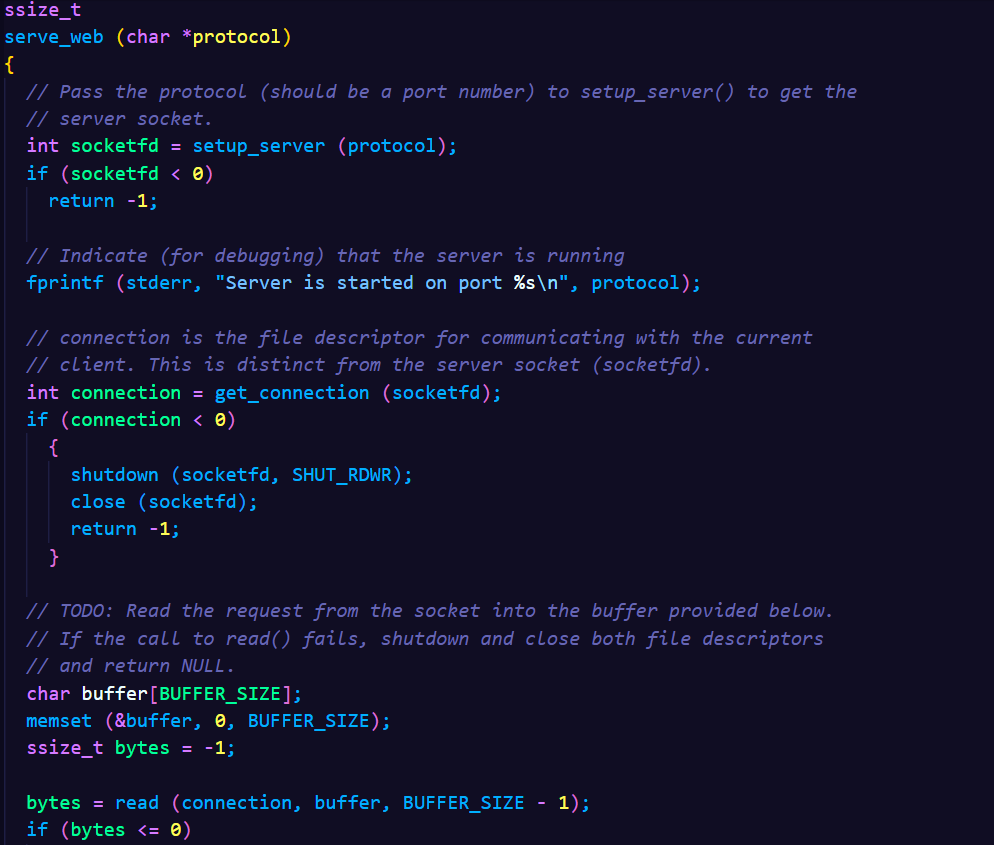 ssize_t
serve_web (char *protocol)
{
  // Pass the protocol (should be a port number) to setup_server() to get the
  // server socket.
  int socketfd = setup_server (protocol);
  if (socketfd < 0)
    return -1;

  // Indicate (for debugging) that the server is running
  fprintf (stderr, "Server is started on port %s\n", protocol);

  // connection is the file descriptor for communicating with the current
  // client. This is distinct from the server socket (socketfd).
  int connection = get_connection (socketfd);
  if (connection < 0)
    {
      shutdown (socketfd, SHUT_RDWR);
      close (socketfd);
      return -1;
    }

  // TODO: Read the request from the socket into the buffer provided below.
  // If the call to read() fails, shutdown and close both file descriptors
  // and return NULL.
  char buffer[BUFFER_SIZE];
  memset (&buffer, 0, BUFFER_SIZE);
  ssize_t bytes = -1;

  bytes = read (connection, buffer, BUFFER_SIZE - 1);
  if (bytes <= 0)